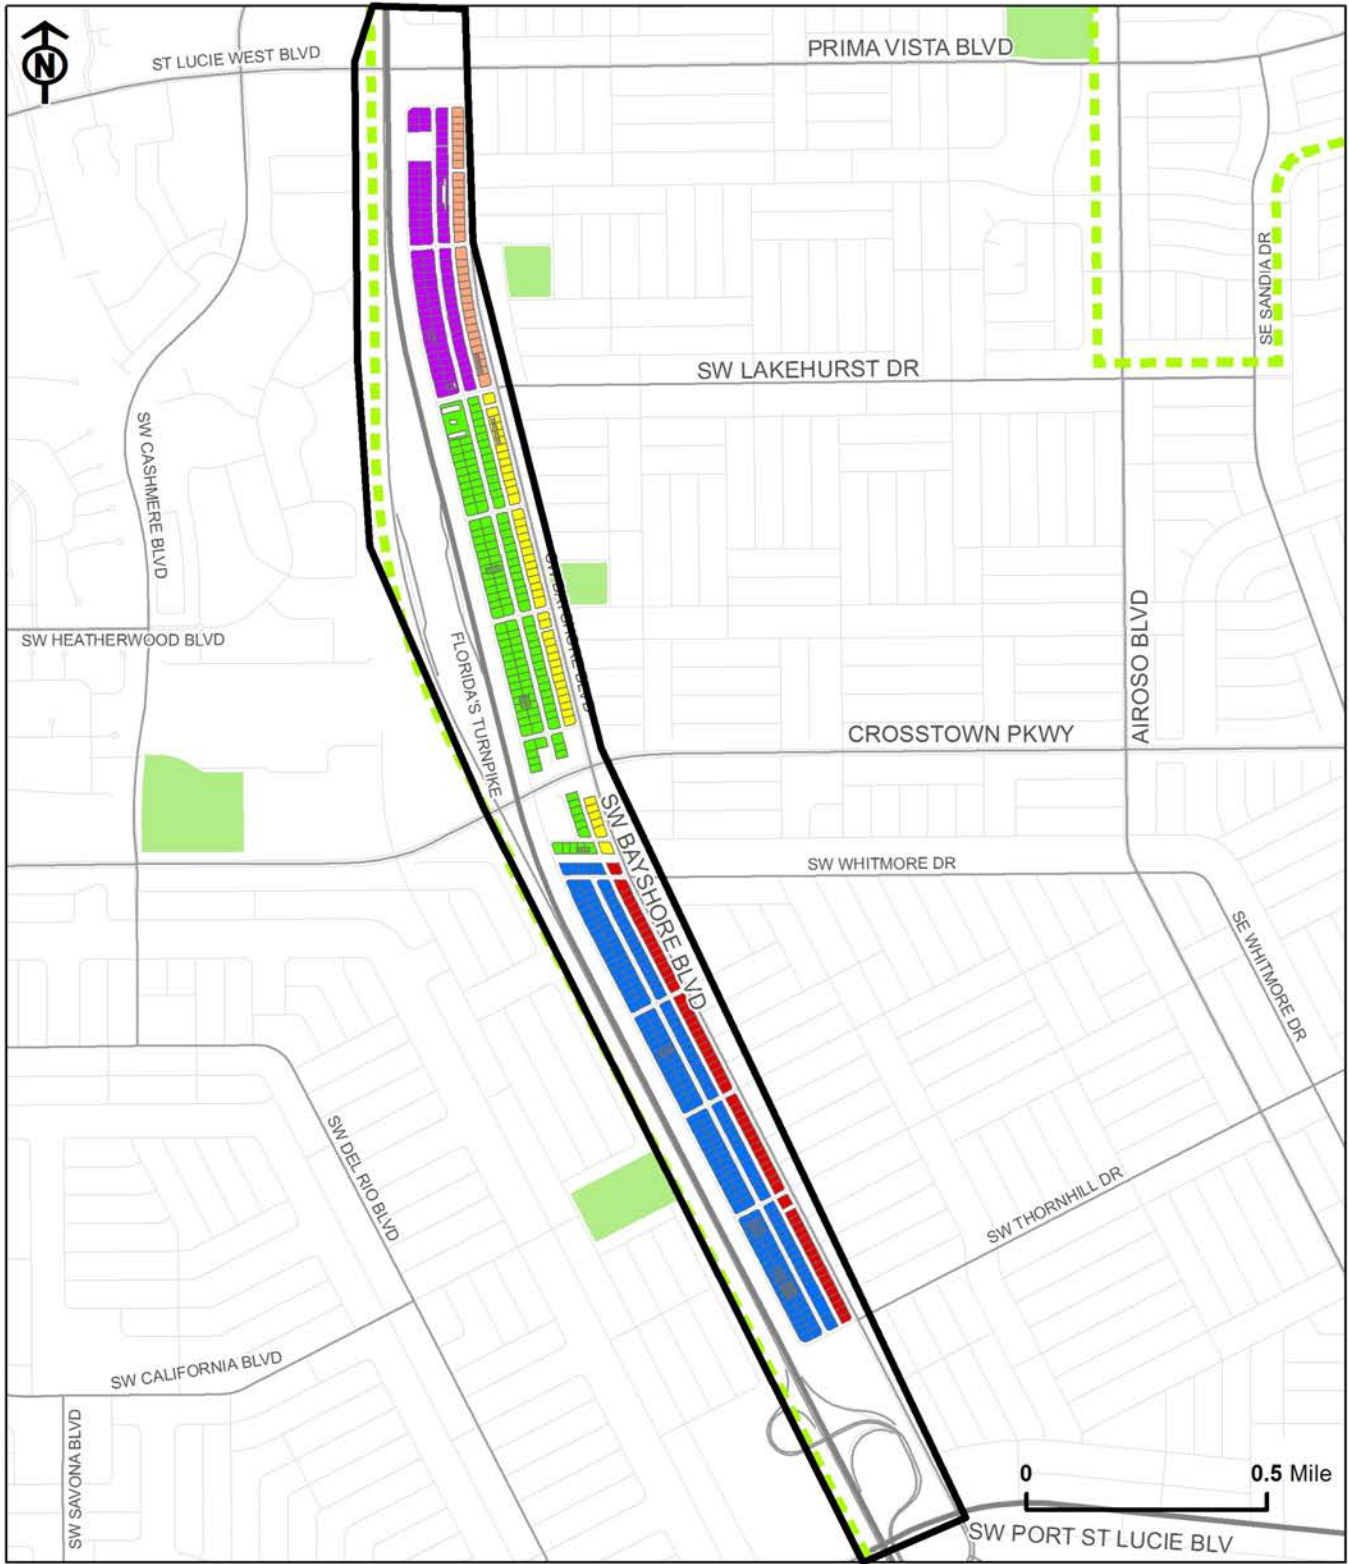 N
ST LUCIE WEST BLVD
PRIMA VISTA BLVD
SE SANDIA DR
SW LAKEHURST DR
SW CASHMERE BLVD
SW HEATHERWOOD BLVD
FLORIDA'S TURNPIKE
AIROSO BLVD
CROSSTOWN PKWY
SW BAYSHORE BLVD
SW WHITMORE DR
SE WHITMORE DR
SW DEL RIO BLVD
SW THORNHILL DR
SW CALIFORNIA BLVD
SW SAVONA BLVD
0 0.5 Mile
SW PORT ST LUCIE BLV